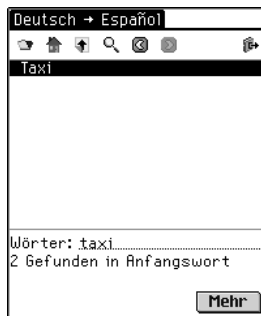 Deutsch → Español
Taxi
Wörter: taxi
2 Gefunden in Anfangswort
Mehr